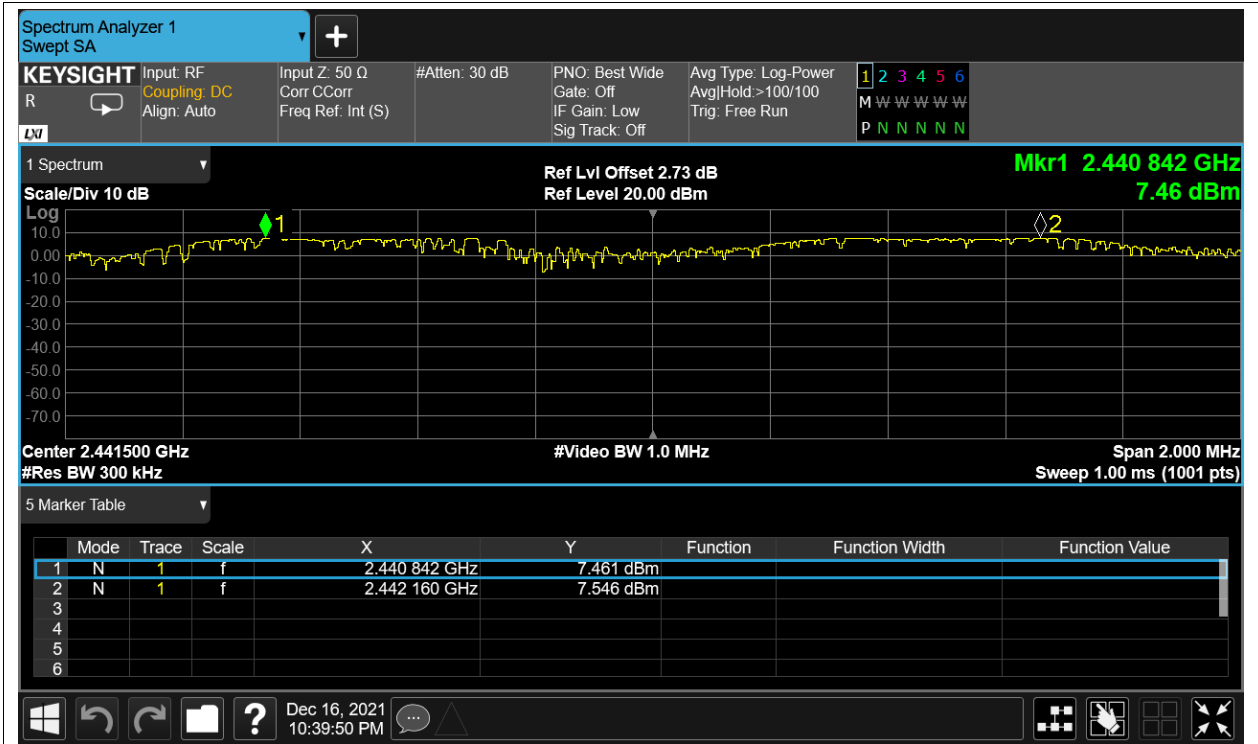 Spectrum Analyzer 1
Swept SA
KEYSIGHT Input: RF Input Z: 50 Ω #Atten: 30 dB PNO: Best Wide Avg Type: Log-Power 1 2 3 4 5 6
R Coupling: DC Corr CCorr Gate: Off Avg|Hold:>100/100 M W W W W W
Align: Auto Freq Ref: Int (S) IF Gain: Low Trig: Free Run
LXI Sig Track: Off P N N N N N
1 Spectrum Ref Lvl Offset 2.73 dB Mkr1 2.440 842 GHz
Scale/Div 10 dB Ref Level 20.00 dBm 7.46 dBm
Log
1 2
10.0
0.00
-10.0
-20.0
-30.0
-40.0
-50.0
-60.0
-70.0
Center 2.441500 GHz #Video BW 1.0 MHz Span 2.000 MHz
#Res BW 300 kHz Sweep 1.00 ms (1001 pts)
5 Marker Table
Mode Trace Scale X Y Function Function Width Function Value
1 N 1 f 2.440 842 GHz 7.461 dBm
2 N 1 f 2.442 160 GHz 7.546 dBm
3
4
5
6
? Dec 16, 2021
10:39:50 PM